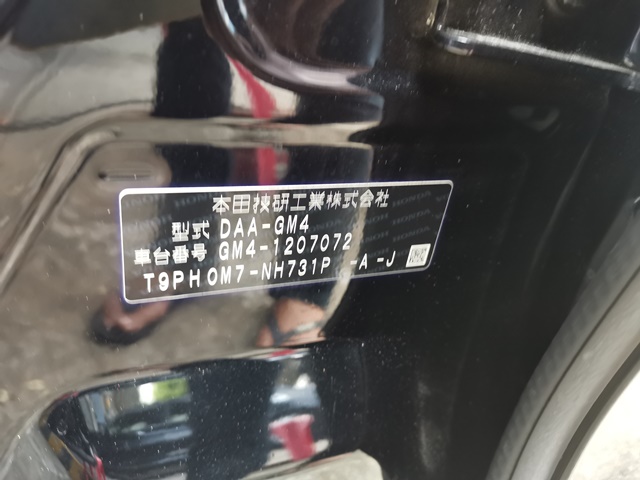 本田技研工業株式会社
型式 DAA-GM4
車台番号 GM4-1207072
T9PH0M7-NH731P -A-J